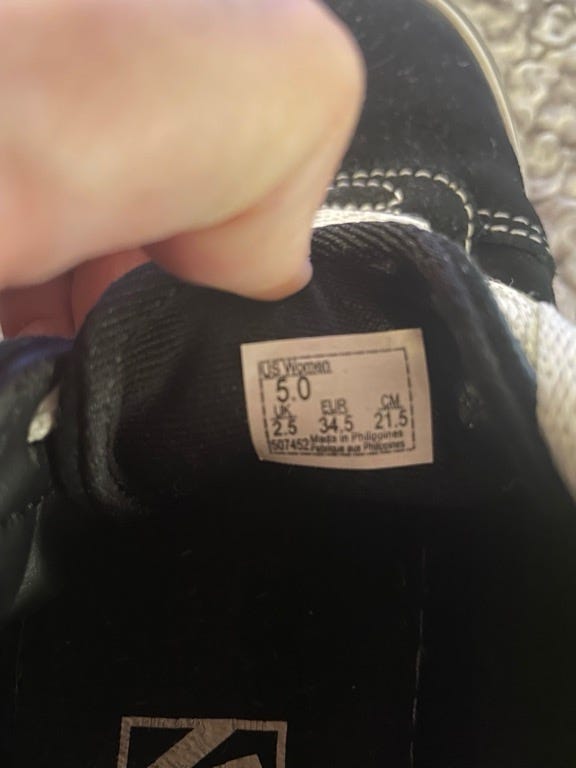 US Women
5.0
UK EUR CM
2.5 34.5 21.5
507452 Made in Philippines
Fabriqué aux Philippines